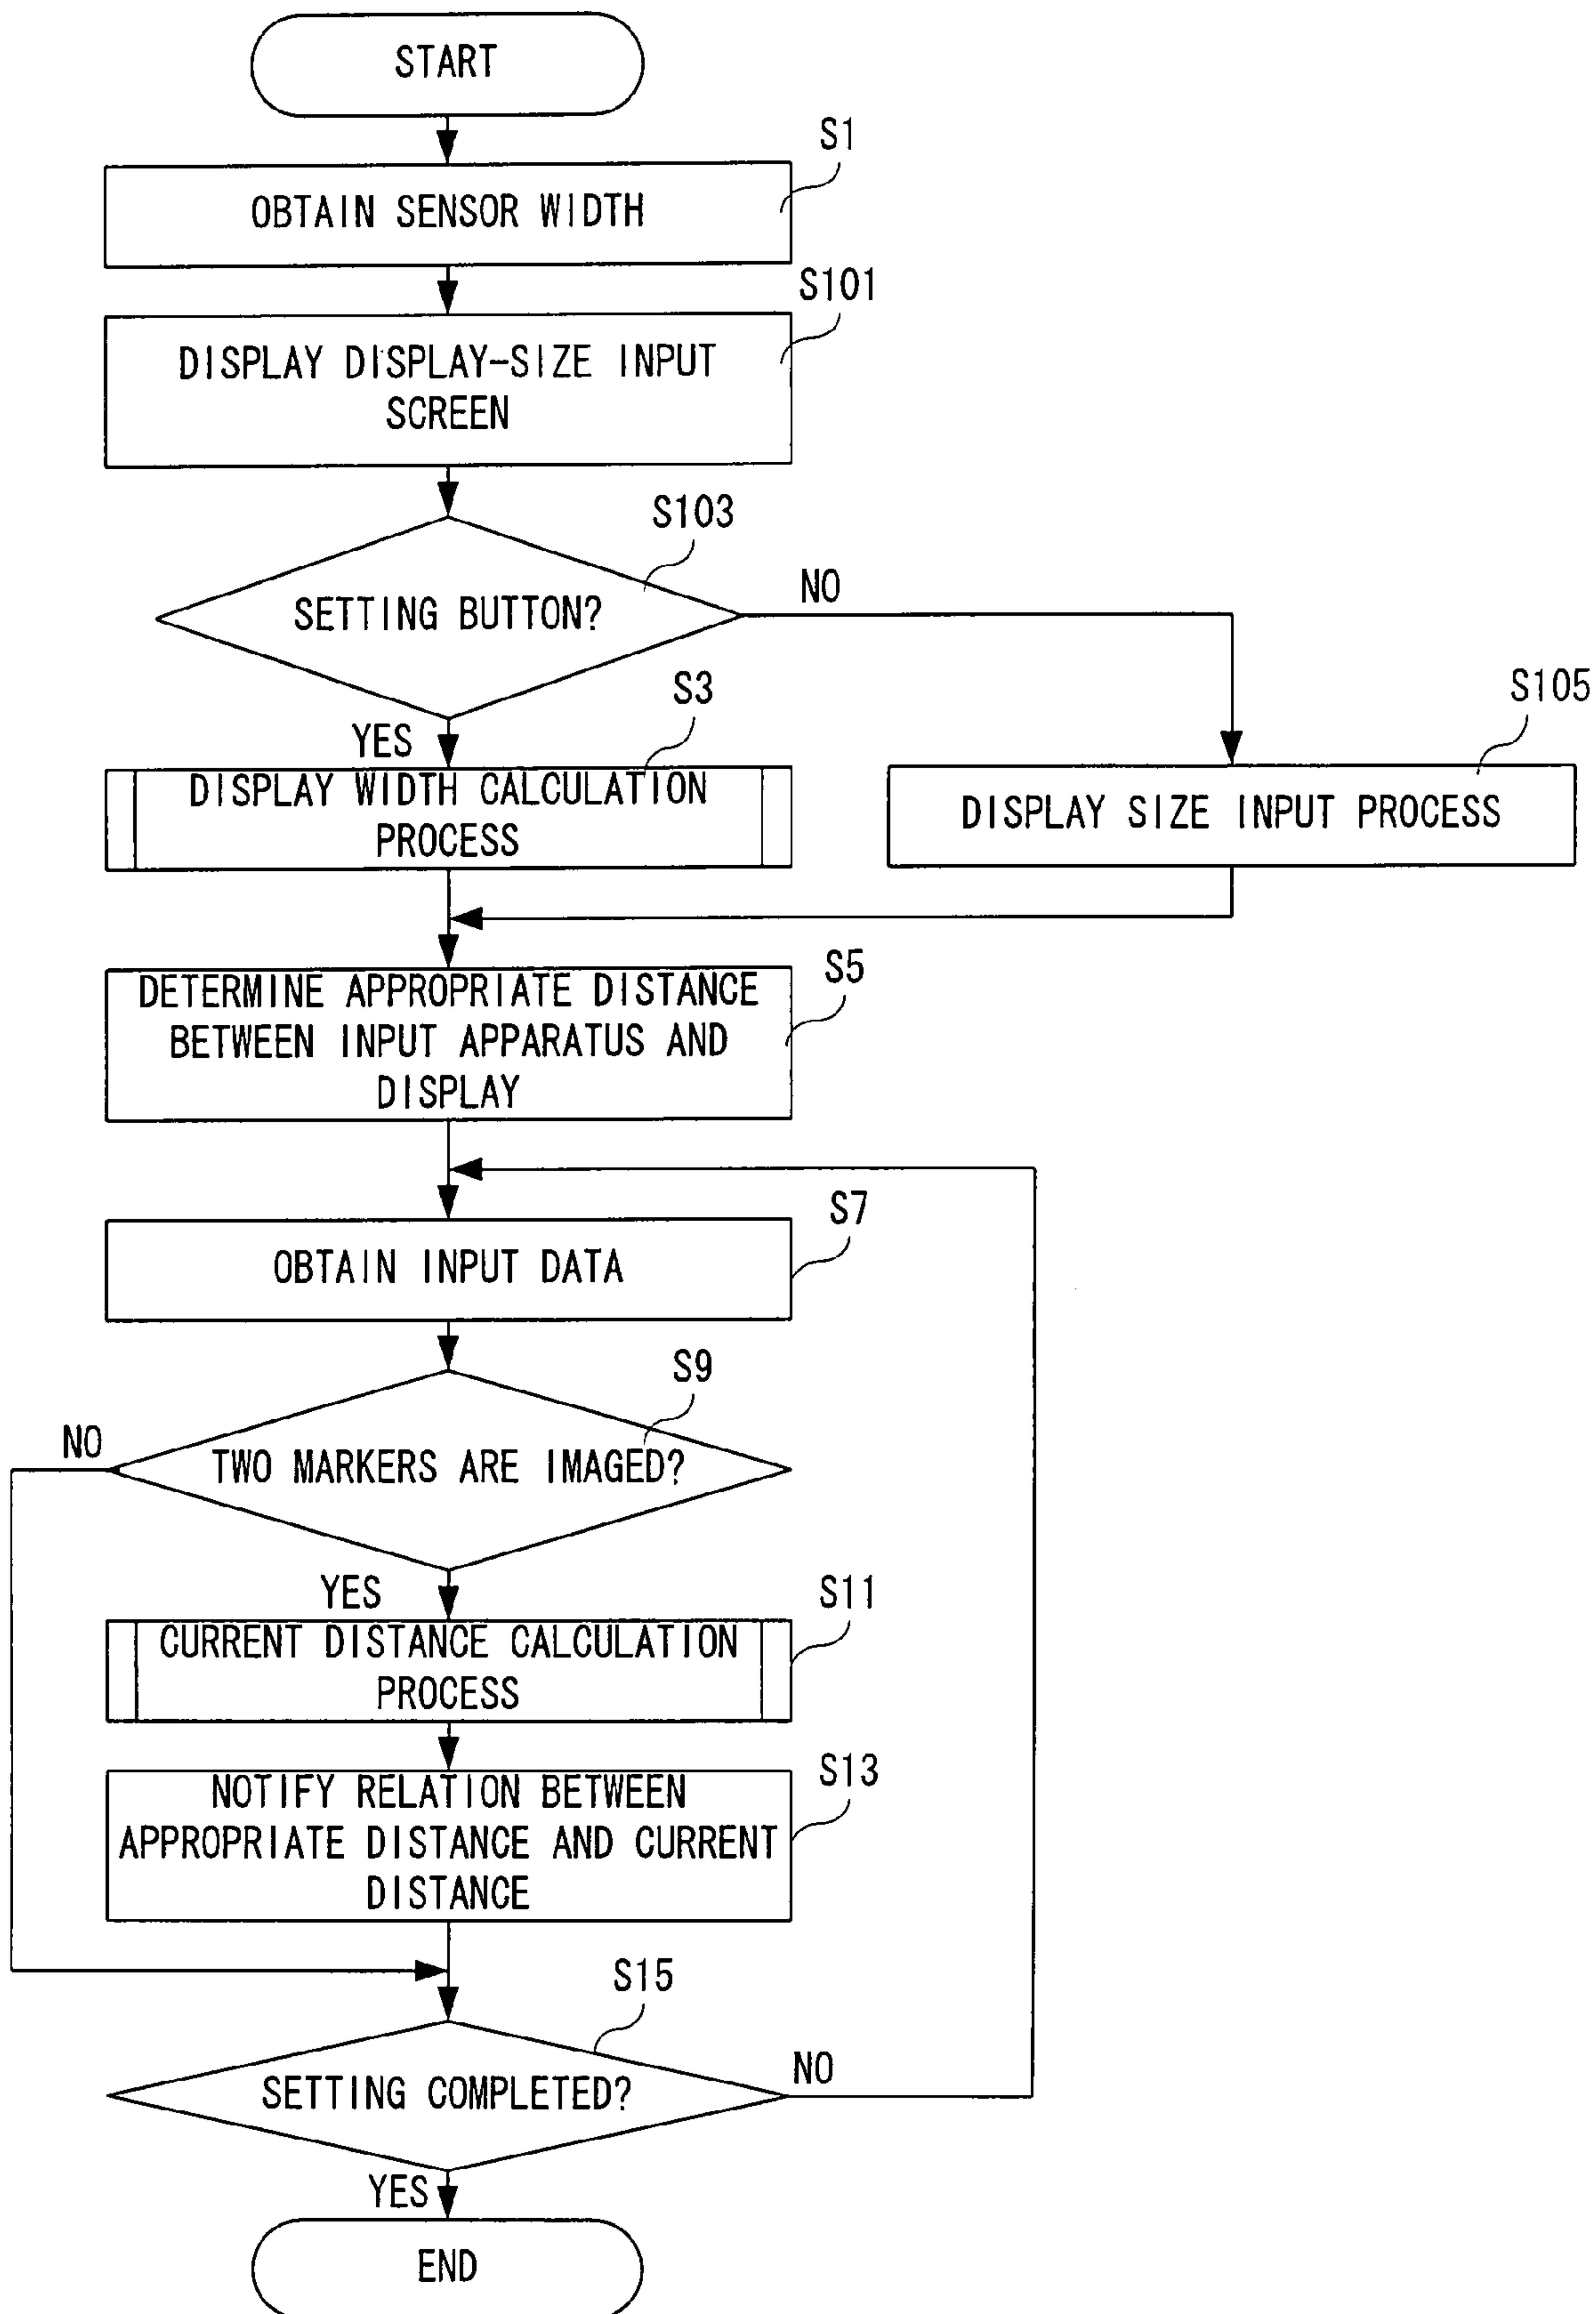 START
S1
OBTAIN SENSOR WIDTH
S101
DISPLAY DISPLAY-SIZE INPUT
SCREEN
S103
SETTING BUTTON?
NO
YES
S3
DISPLAY WIDTH CALCULATION
PROCESS
S105
DISPLAY SIZE INPUT PROCESS
S5
DETERMINE APPROPRIATE DISTANCE
BETWEEN INPUT APPARATUS AND
DISPLAY
S7
OBTAIN INPUT DATA
S9
NO
TWO MARKERS ARE IMAGED?
YES
S11
CURRENT DISTANCE CALCULATION
PROCESS
S13
NOTIFY RELATION BETWEEN
APPROPRIATE DISTANCE AND CURRENT
DISTANCE
S15
SETTING COMPLETED?
NO
YES
END